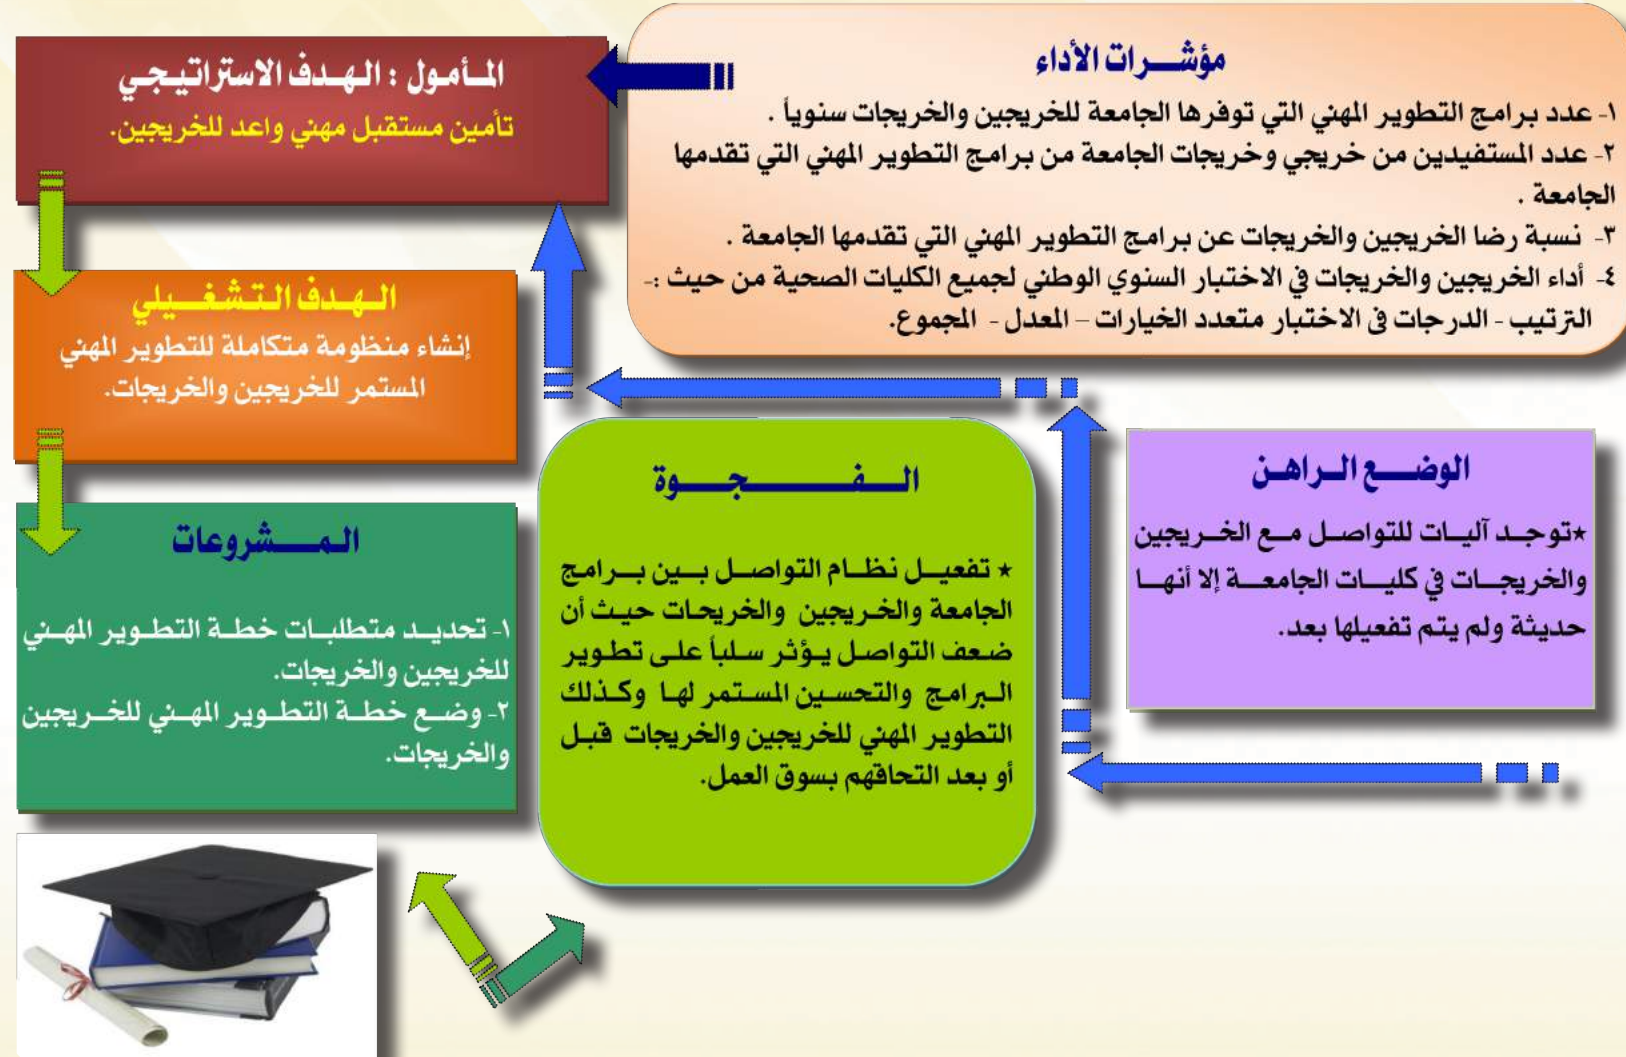 مؤشرات الأداء
١- عدد برامج التطوير المهني التي توفرها الجامعة للخريجين والخريجات سنوياً .
٢- عدد المستفيدين من خريجي وخريجات الجامعة من برامج التطوير المهني التي تقدمها
الجامعة .
٣- نسبة رضا الخريجين والخريجات عن برامج التطوير المهني التي تقدمها الجامعة .
٤- أداء الخريجين والخريجات في الاختبار السنوي الوطني لجميع الكليات الصحية من حيث :-
الترتيب - الدرجات في الاختبار متعدد الخيارات – المعدل - المجموع.
المأمول : الهدف الاستراتيجي
تأمين مستقبل مهني واعد للخريجين.
الهدف التشغيلي
إنشاء منظومة متكاملة للتطوير المهني
المستمر للخريجين والخريجات.
الوضع الراهن
*توجد آليات للتواصل مع الخريجين
والخريجات في كليات الجامعة إلا أنها
حديثة ولم يتم تفعيلها بعد.
الفجوة
* تفعيل نظام التواصل بين برامج
الجامعة والخريجين والخريجات حيث أن
ضعف التواصل يؤثر سلباً على تطوير
البرامج والتحسين المستمر لها وكذلك
التطوير المهني للخريجين والخريجات قبل
أو بعد التحاقهم بسوق العمل.
المشروعات
١- تحديد متطلبات خطة التطوير المهني
للخريجين والخريجات.
٢- وضع خطة التطوير المهني للخريجين
والخريجات.